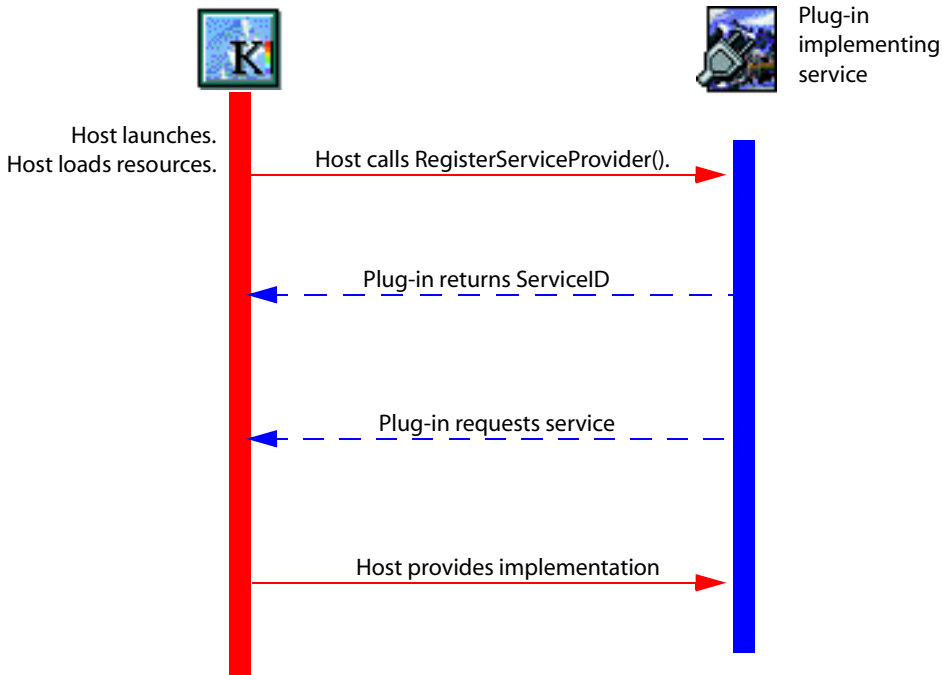 K
Plug-in
implementing
service
Host launches.
Host loads resources.
Host calls RegisterServiceProvider().
Plug-in returns ServiceID
Plug-in requests service
Host provides implementation